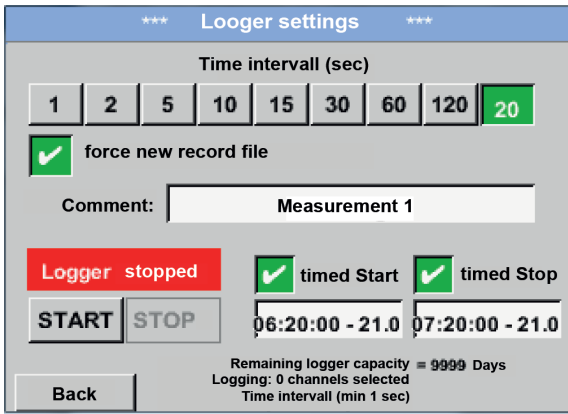 *** Looger settings ***
Time intervall (sec)
1 2 5 10 15 30 60 120 20
force new record file
Comment: Measurement 1
Logger stopped
timed Start
timed Stop
START STOP
06:20:00 - 21.0
07:20:00 - 21.0
Remaining logger capacity = 9999 Days
Logging: 0 channels selected
Time intervall (min 1 sec)
Back